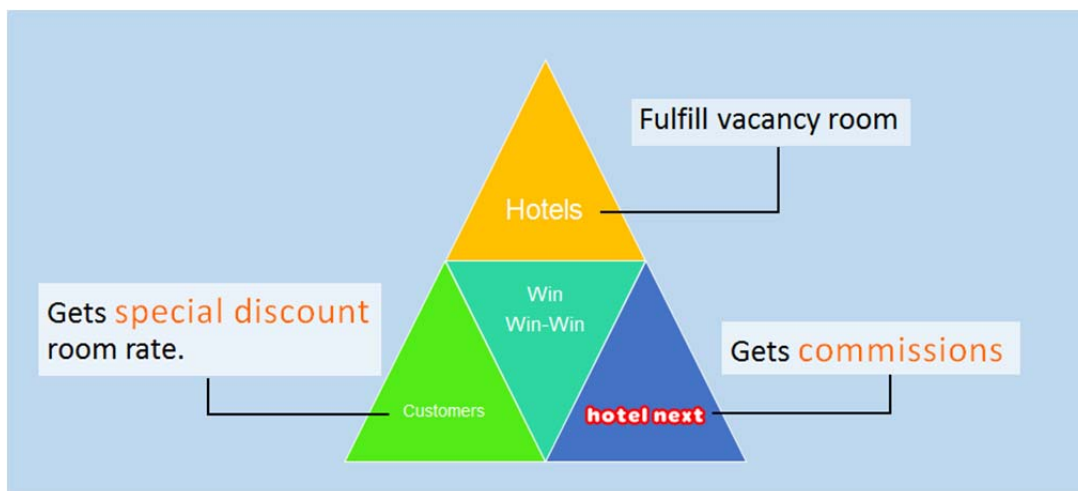 Fulfill vacancy room
Hotels
Win
Win-Win
Gets special discount
room rate.
Gets commissions
Customers
hotel next